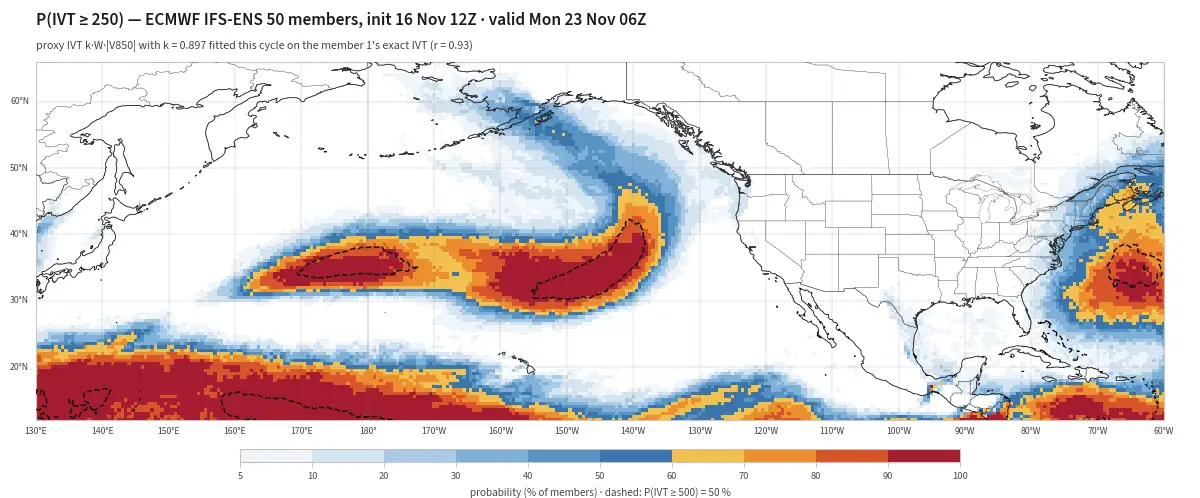 P(IVT ≥ 250) — ECMWF IFS-ENS 50 members, init 16 Nov 12Z · valid Mon 23 Nov 06Z
proxy IVT k·W·|V850| with k = 0.897 fitted this cycle on the member 1's exact IVT (r = 0.93)
60°N
50°N
40°N
30°N
20°N
130°E 140°E 150°E 160°E 170°E 180° 170°W 160°W 150°W 140°W 130°W 120°W 110°W 100°W 90°W 80°W 70°W 60°W
5 10 20 30 40 50 60 70 80 90 100
probability (% of members) · dashed: P(IVT ≥ 500) = 50 %